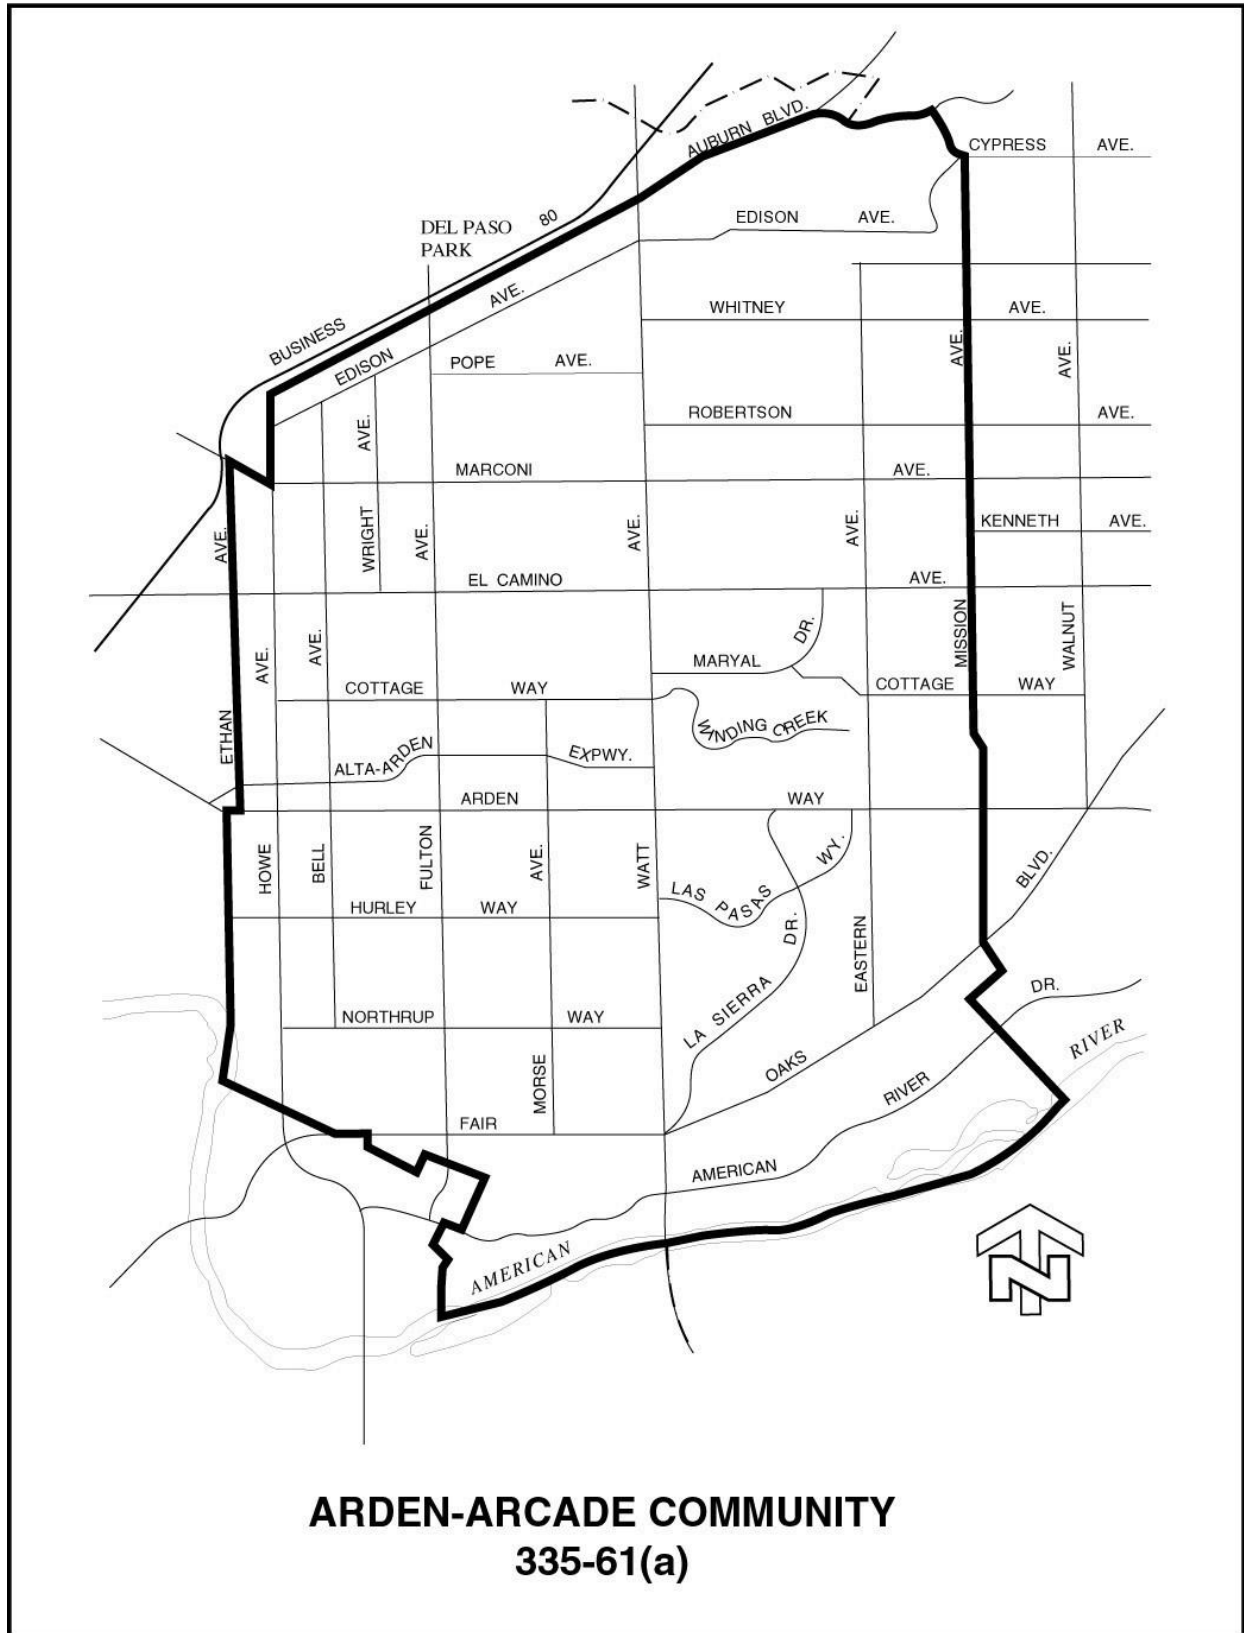 AUBURN BLVD.
CYPRESS AVE.
80
EDISON AVE.
DEL PASO
PARK
AVE.
WHITNEY AVE.
BUSINESS
EDISON
AVE.
AVE.
POPE AVE.
ROBERTSON AVE.
AVE.
MARCONI AVE.
WRIGHT
AVE.
AVE.
AVE.
AVE.
KENNETH AVE.
EL CAMINO AVE.
AVE.
AVE.
DR.
MISSION
WALNUT
MARYAL
COTTAGE WAY
COTTAGE WAY
ETHAN
WINDING CREEK
ALTA-ARDEN EXPWY.
ARDEN WAY
HOWE
BELL
FULTON
AVE.
WATT
WY.
BLVD.
LAS PASAS
HURLEY WAY
DR.
EASTERN
LA SIERRA
DR.
NORTHRUP WAY
RIVER
OAKS
MORSE
RIVER
FAIR
AMERICAN
AMERICAN
N
ARDEN-ARCADE COMMUNITY
335-61(a)